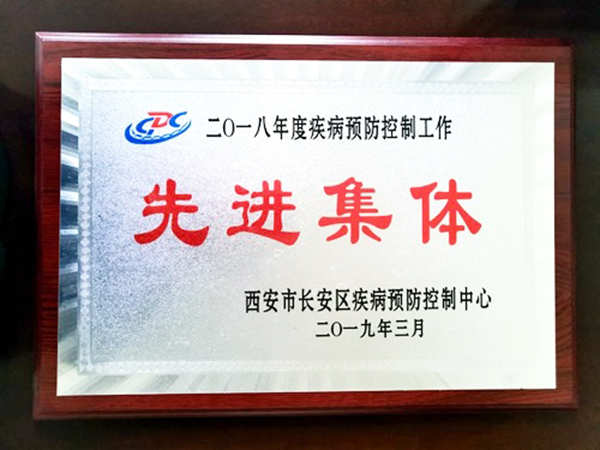 CDC 二〇一八年度疾病预防控制工作
先进集体
西安市长安区疾病预防控制中心
二〇一九年三月